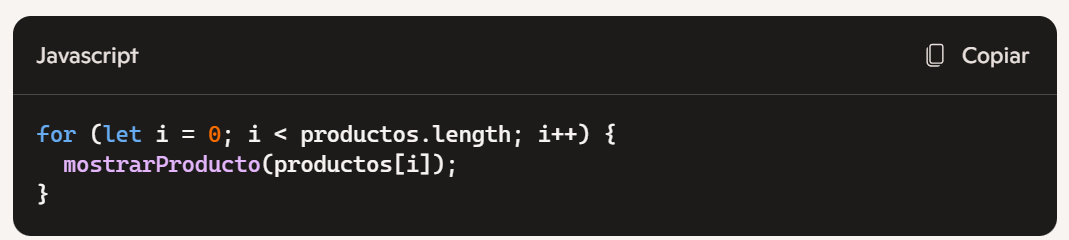 Javascript
Copiar
for (let i = 0; i < productos.length; i++) {
  mostrarProducto(productos[i]);
}